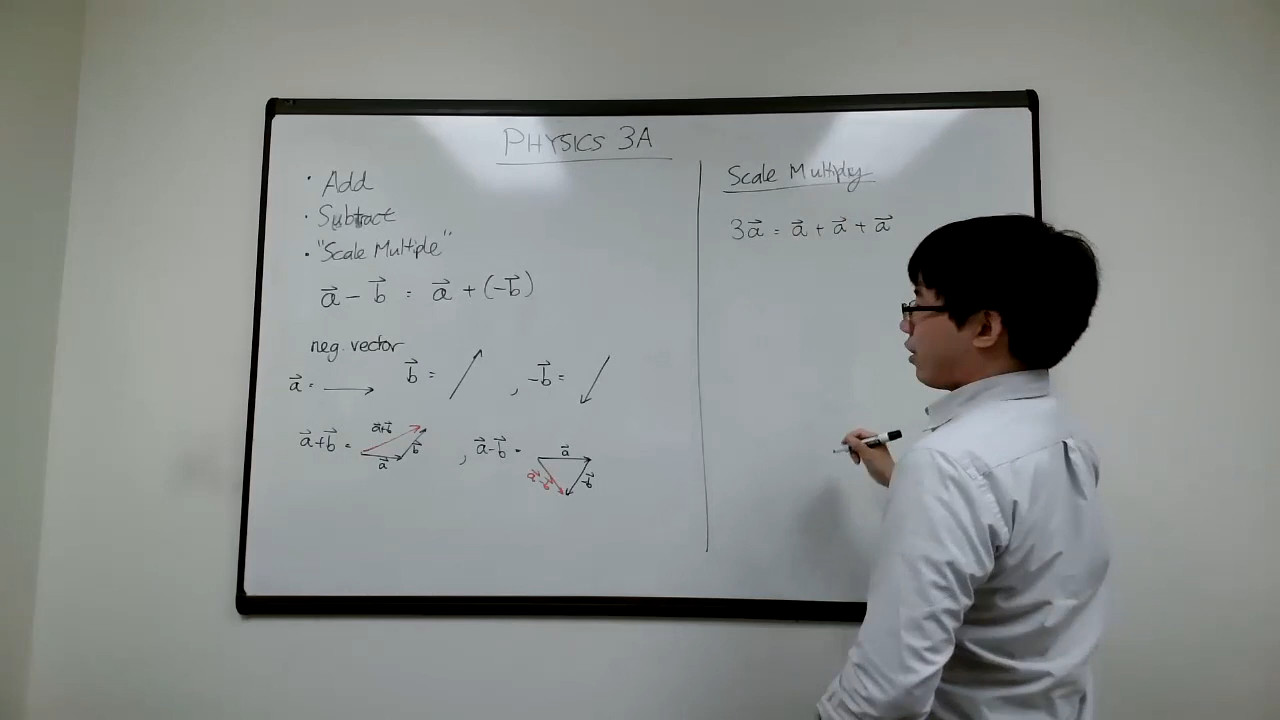 PHYSICS 3A
· Add
· Subtract
· "Scale Multiple"
a⃗ - b⃗ = a⃗ + (-b⃗)
neg. vector
a⃗ = b⃗ = , -b⃗ =
a⃗+b⃗ = a⃗+b⃗ a⃗ b⃗ , a⃗-b⃗ = a⃗ a⃗-b⃗ -b⃗
Scale Multiply
3a⃗ = a⃗ + a⃗ + a⃗